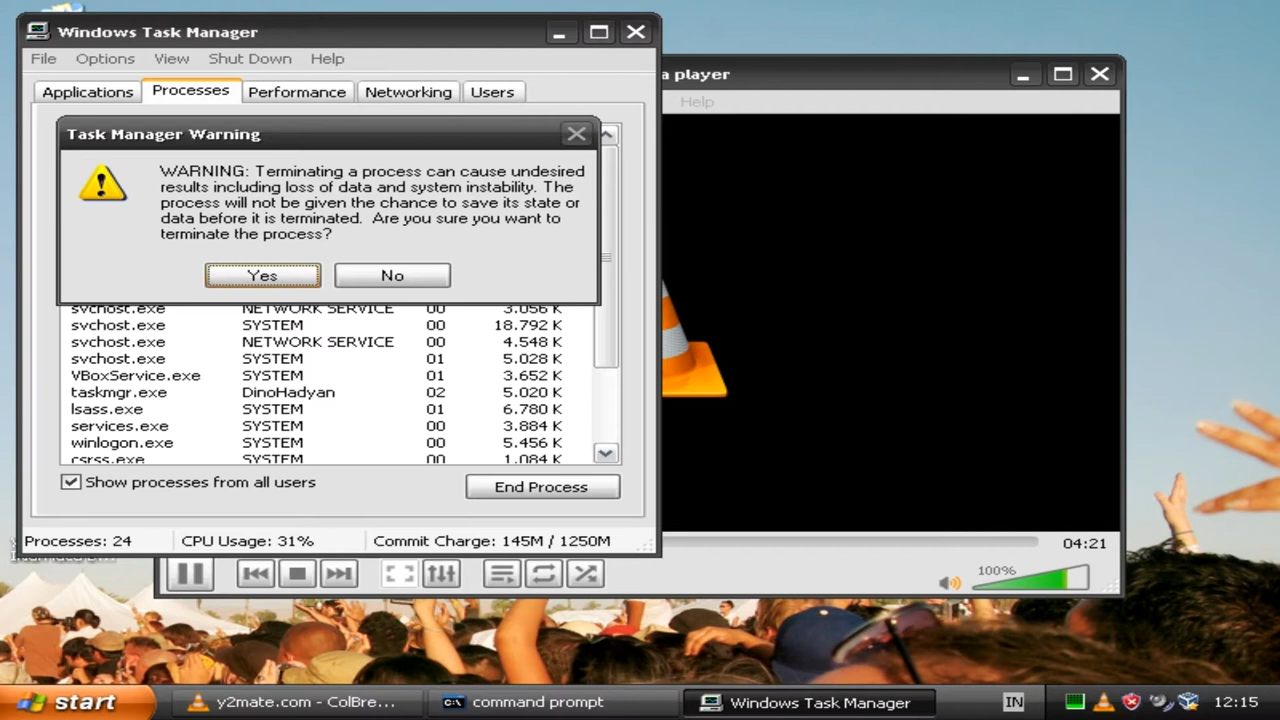 Windows Task Manager
File Options View Shut Down Help
a player
Help
Applications Processes Performance Networking Users
Task Manager Warning
WARNING: Terminating a process can cause undesired
results including loss of data and system instability. The
process will not be given the chance to save its state or
data before it is terminated. Are you sure you want to
terminate the process?
Yes No
svchost.exe NETWORK SERVICE 00 3.056 K
svchost.exe SYSTEM 00 18.792 K
svchost.exe NETWORK SERVICE 00 4.548 K
svchost.exe SYSTEM 01 5.028 K
VBoxService.exe SYSTEM 01 3.652 K
taskmgr.exe DinoHadyan 02 5.020 K
lsass.exe SYSTEM 01 6.780 K
services.exe SYSTEM 00 3.884 K
winlogon.exe SYSTEM 00 5.456 K
csrss.exe SYSTEM 00 1.084 K
Show processes from all users
End Process
Processes: 24 CPU Usage: 31% Commit Charge: 145M / 1250M
04:21
100%
start y2mate.com - ColBre... command prompt Windows Task Manager IN 12:15